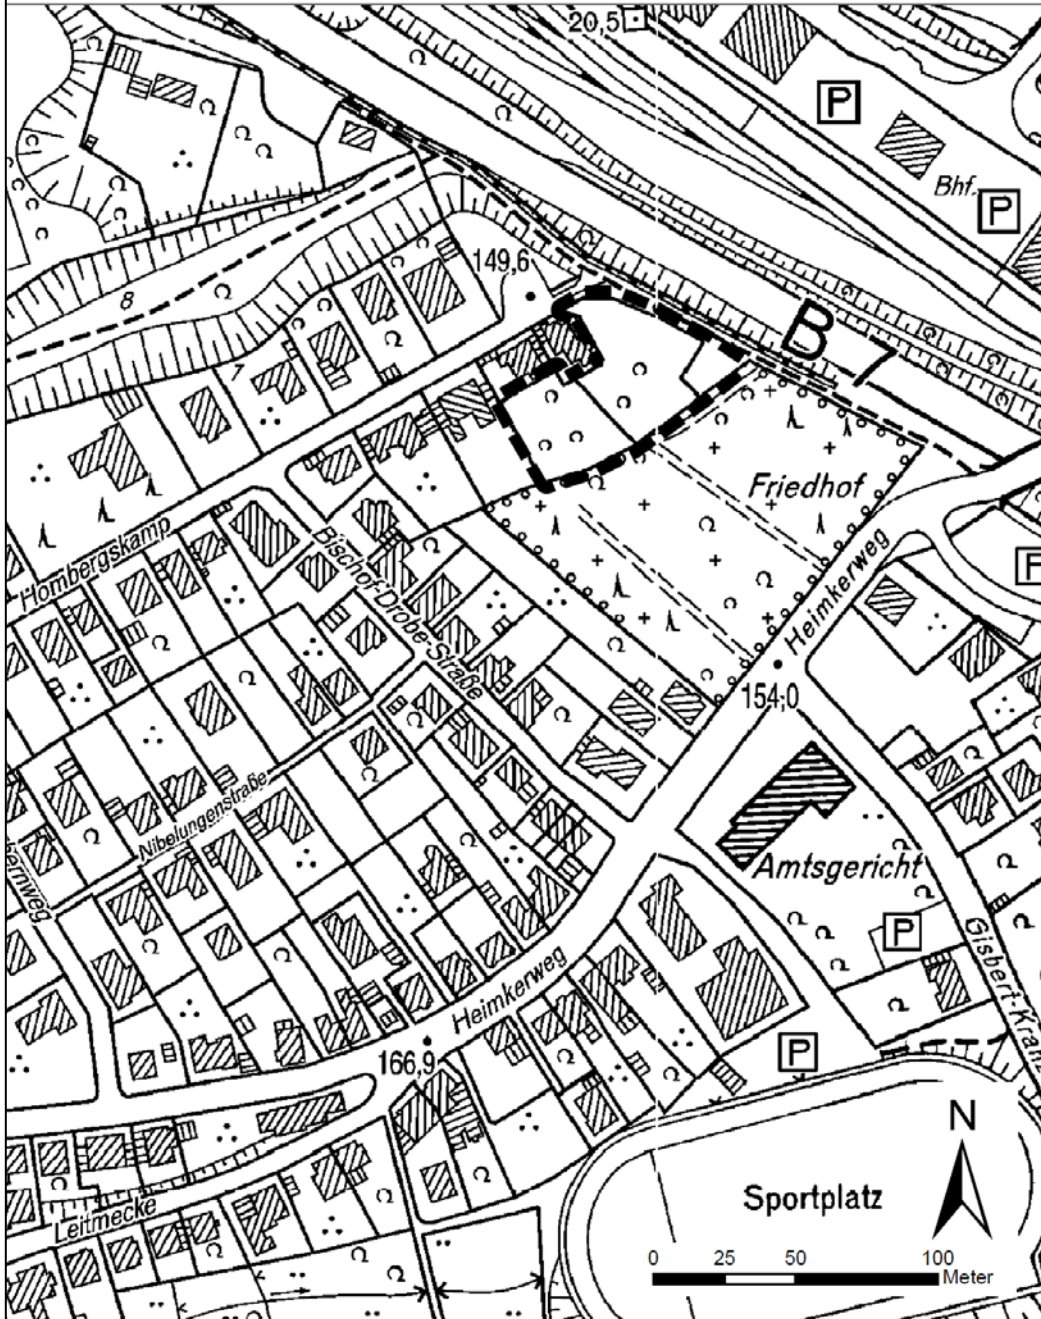 20,5
P
Bhf.
P
149,6
8
B 7
7
Friedhof
Hombergskamp
Bischof-Drobe-Straße
Heimkerweg
P
154,0
Nibelungenstraße
Amtsgericht
P
Gisbert-Kranz
Heimkerweg
166,9
P
N
Leitmecke
Sportplatz
0 25 50 100
Meter